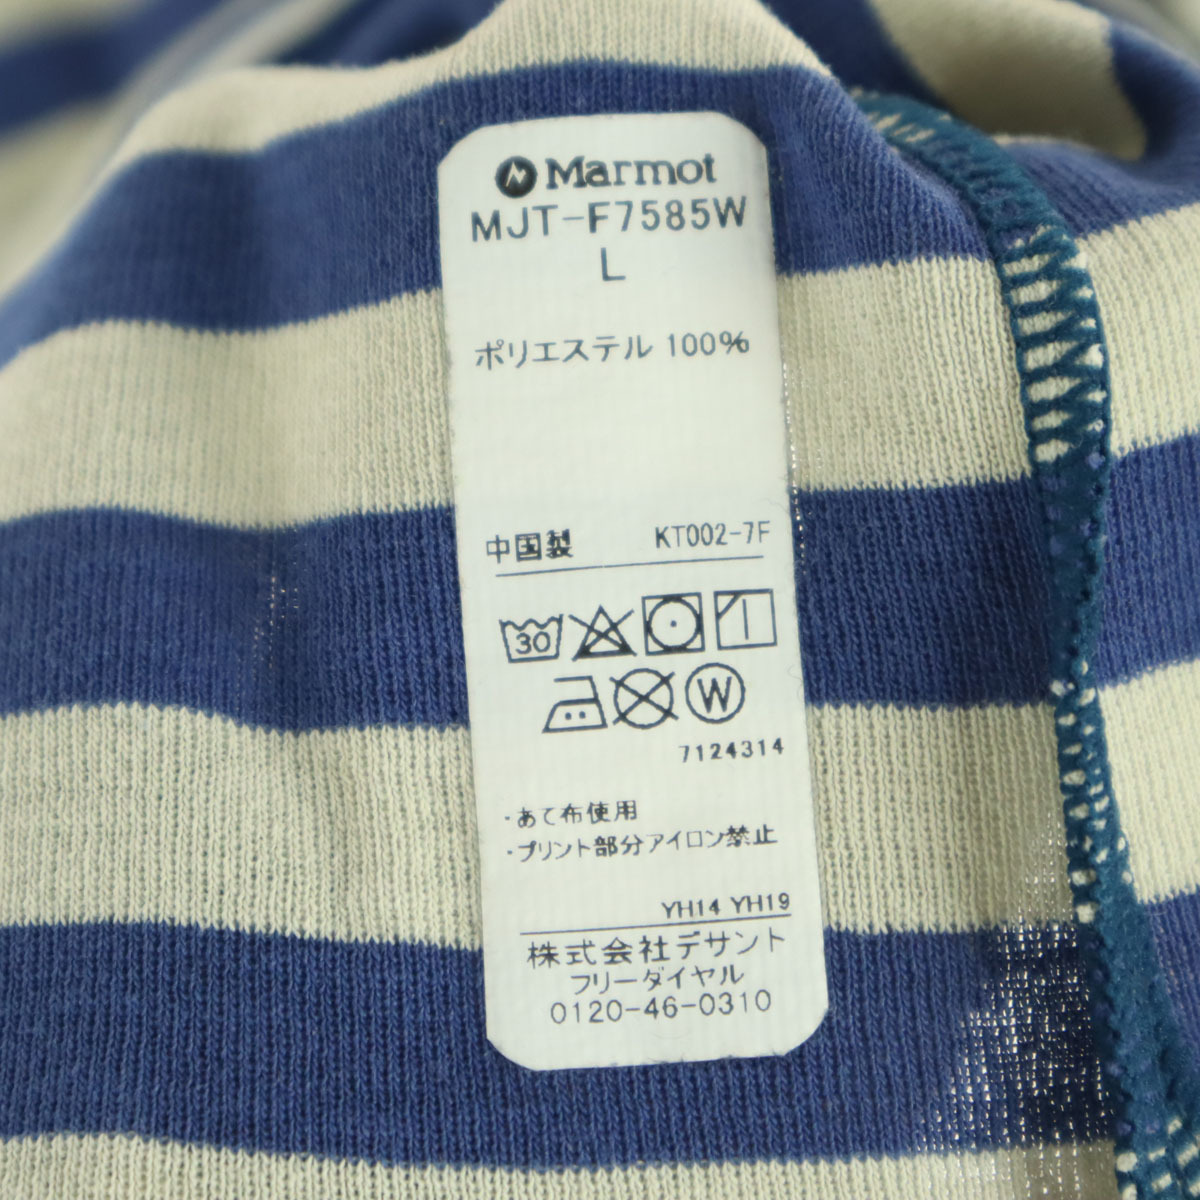 Marmot
MJT-F7585W
L
ポリエステル 100%
中国製 KT002-7F
30
W
7124314
・あて布使用
・プリント部分アイロン禁止
YH14 YH19
株式会社デサント
フリーダイヤル
0120-46-0310